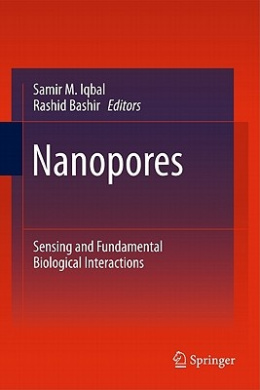 Samir M. Iqbal
Rashid Bashir Editors
Nanopores
Sensing and Fundamental
Biological Interactions
Springer